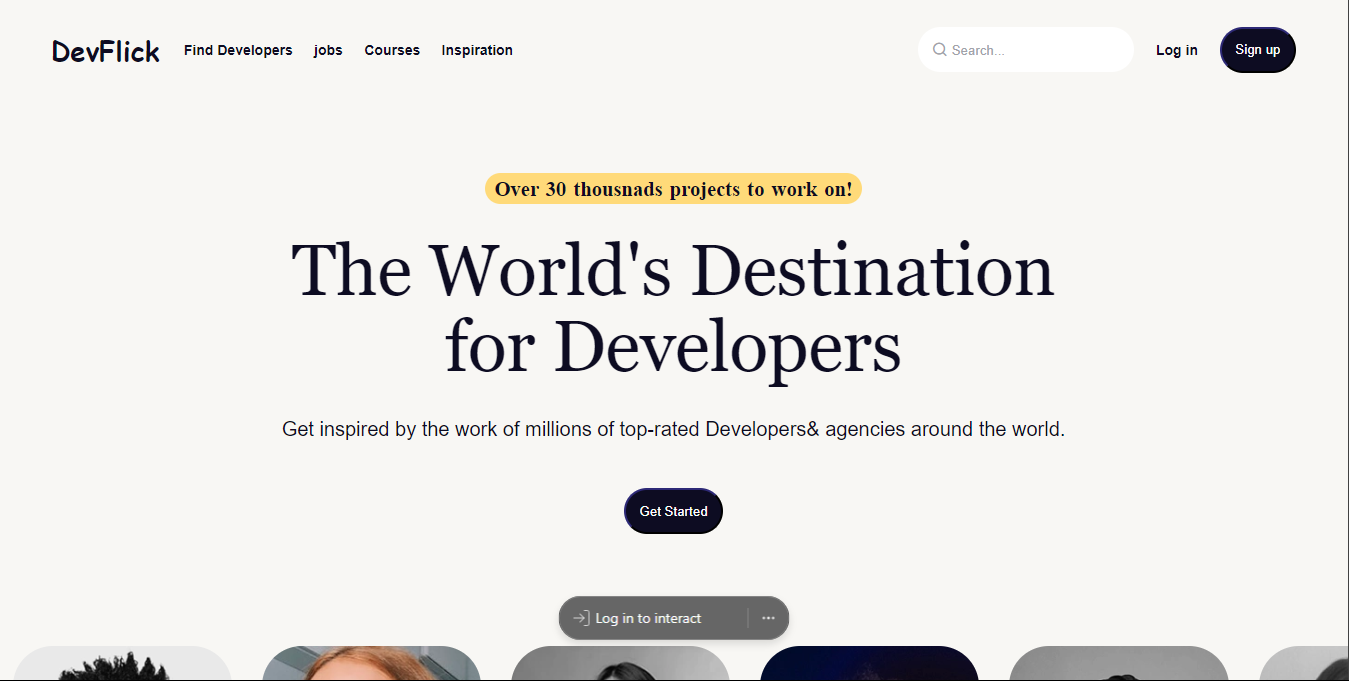 DevFlick Find Developers jobs Courses Inspiration Search... Log in Sign up
Over 30 thousnads projects to work on!
The World's Destination
for Developers
Get inspired by the work of millions of top-rated Developers& agencies around the world.
Get Started
Log in to interact